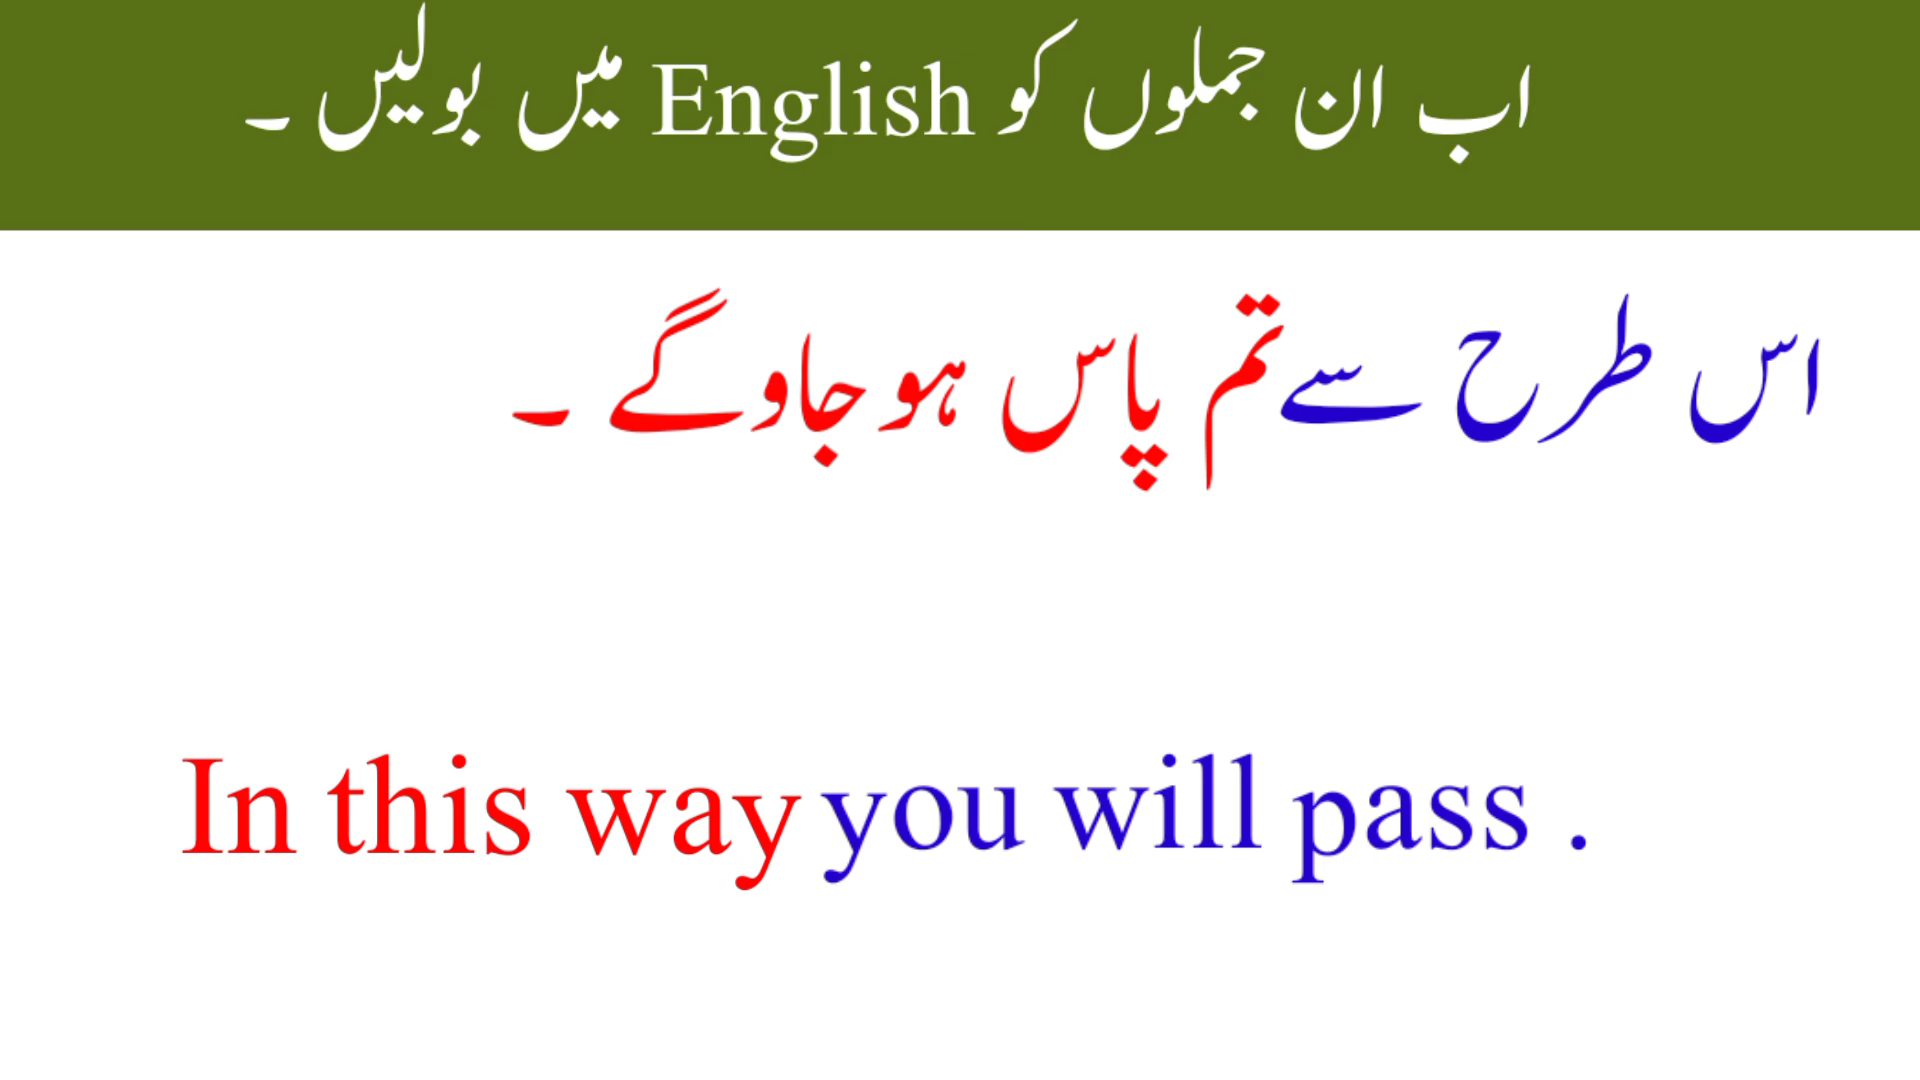 اب ان جملوں کو English میں بولیں ۔
اس طرح سے تم پاس ہو جاوگے ۔
In this way you will pass .